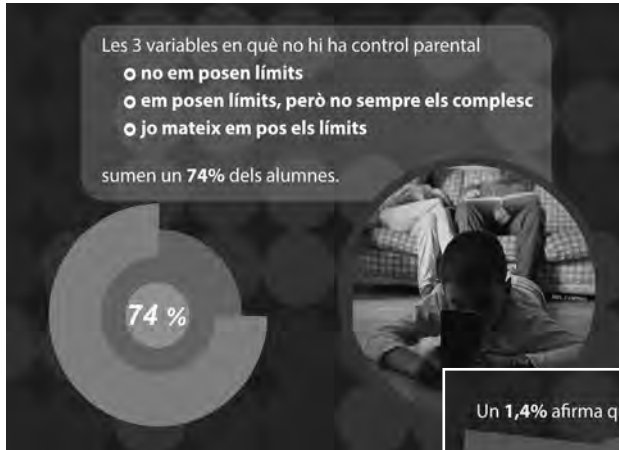 Les 3 variables en què no hi ha control parental
no em posen límits
em posen límits, però no sempre els complesc
jo mateix em pos els límits
sumen un 74% dels alumnes.
74 %
Un 1,4% afirma q